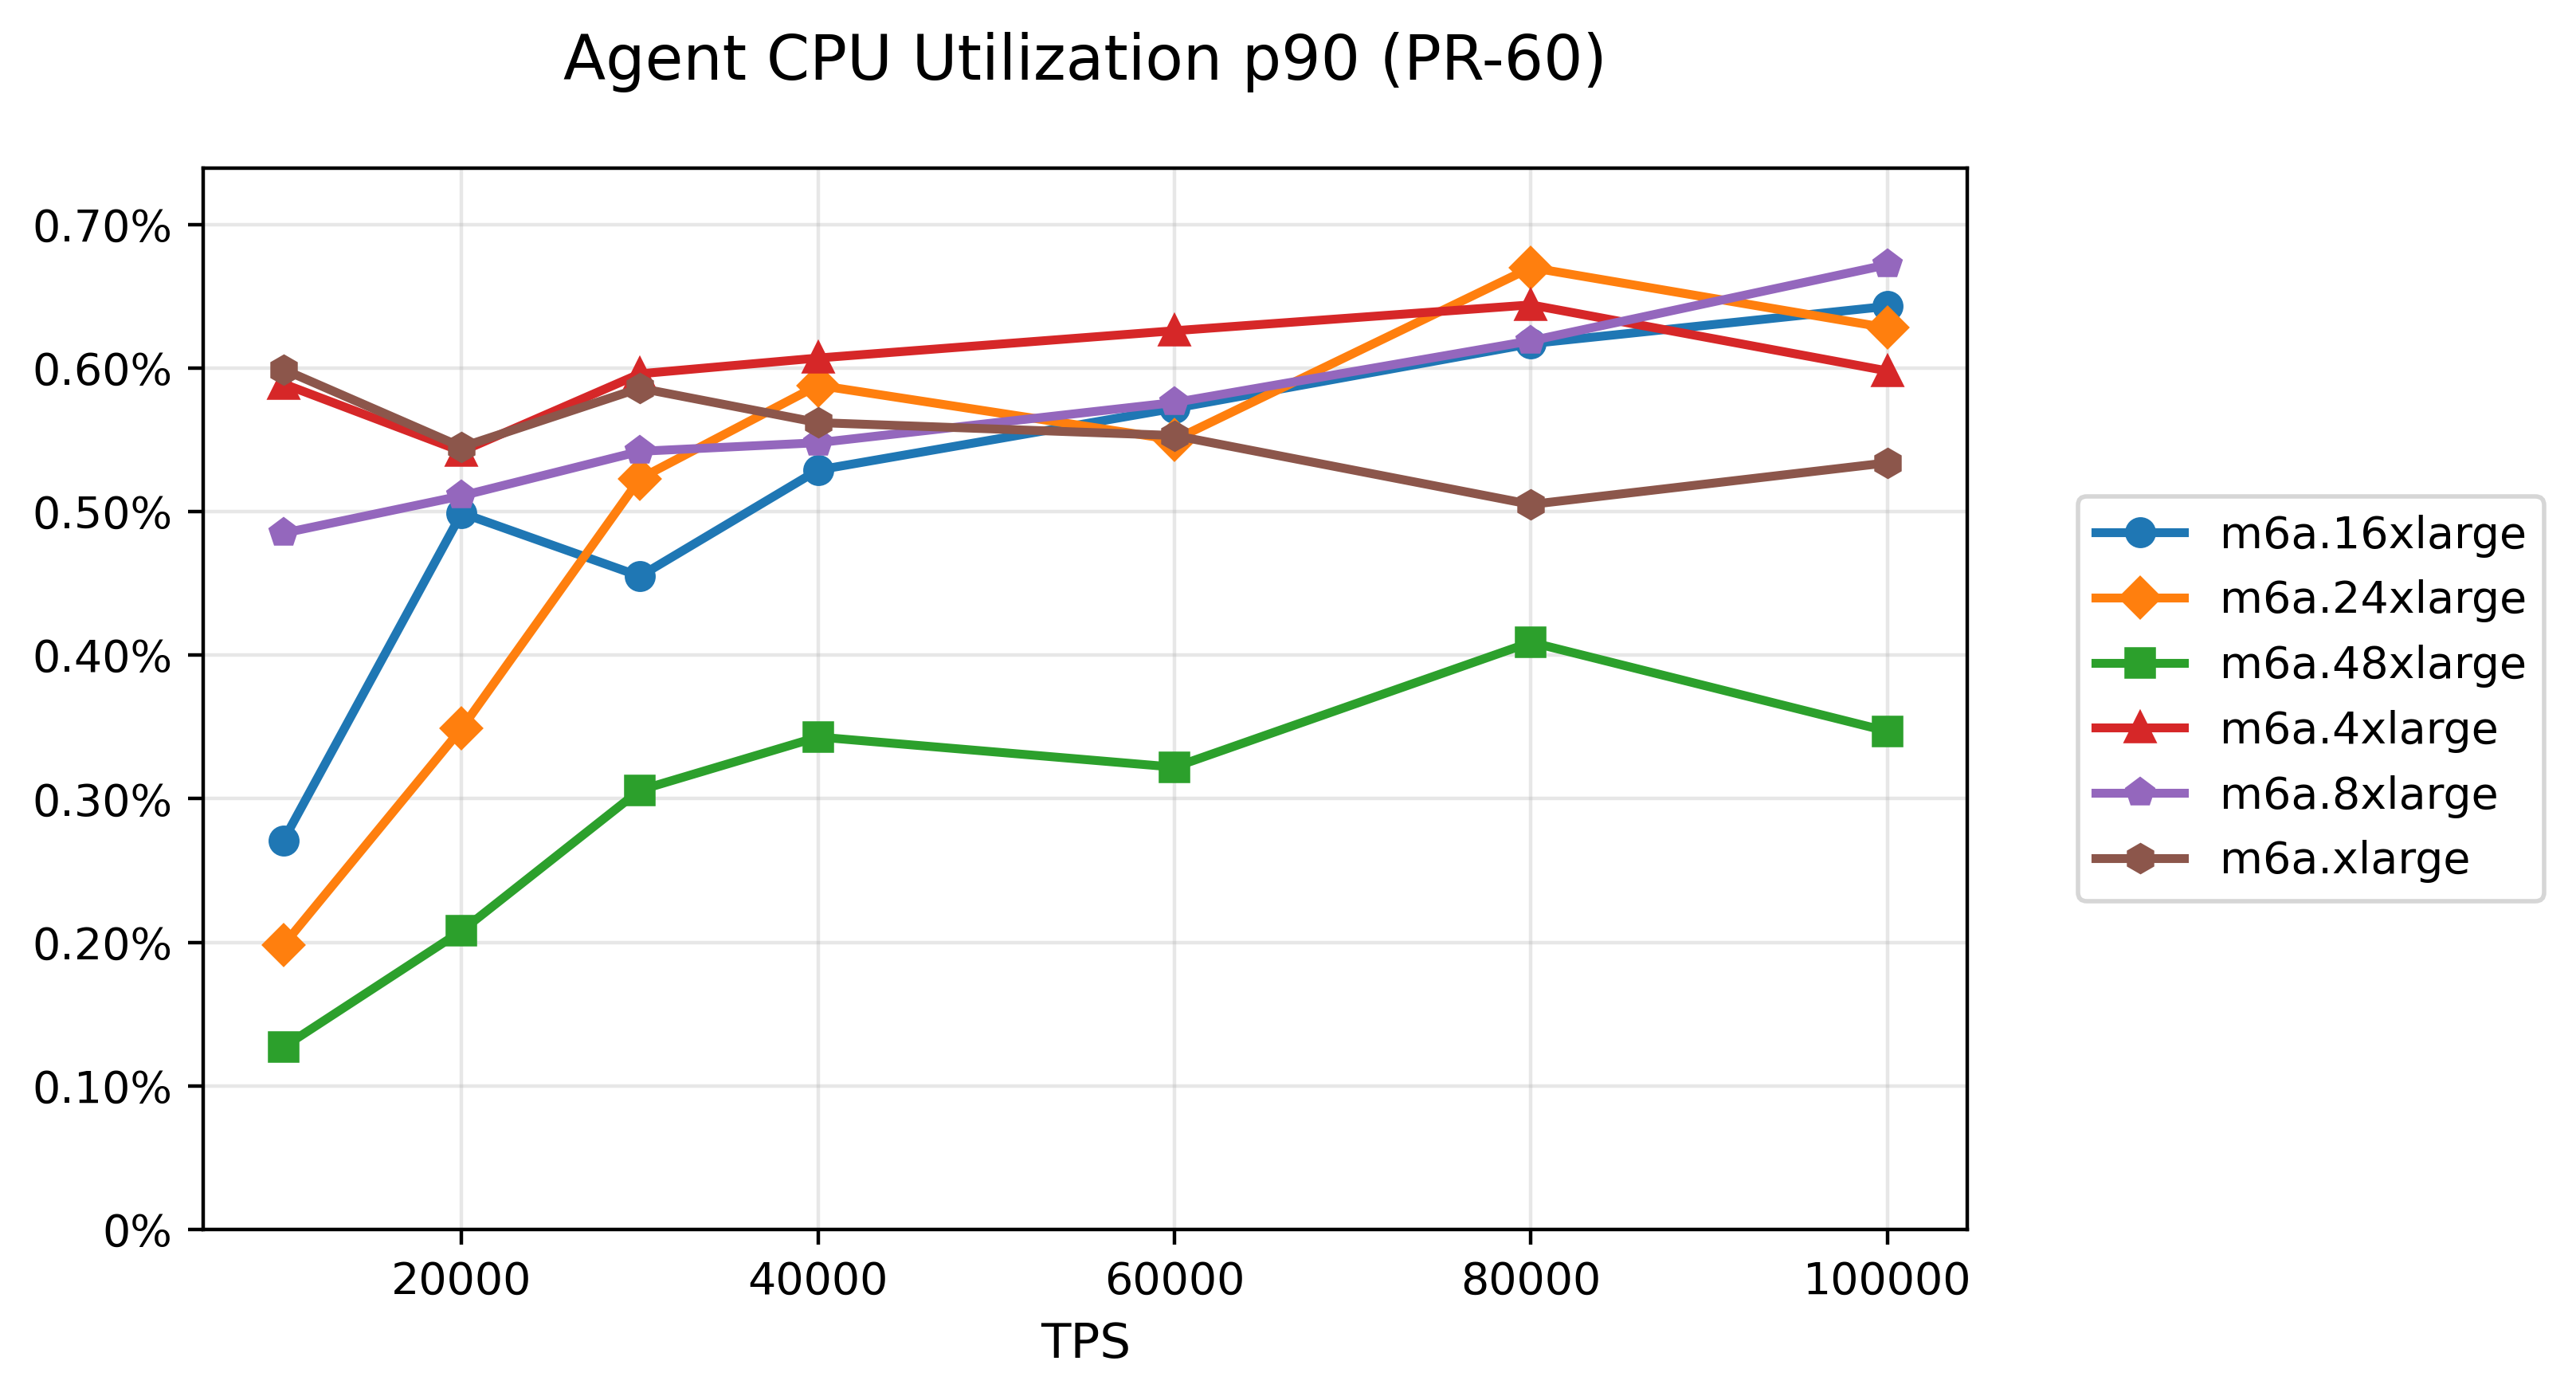 Agent CPU Utilization p90 (PR-60)
0.70%
0.60%
0.50%
0.40%
0.30%
0.20%
0.10%
0%
20000
40000
60000
80000
100000
TPS
m6a.16xlarge
m6a.24xlarge
m6a.48xlarge
m6a.4xlarge
m6a.8xlarge
m6a.xlarge